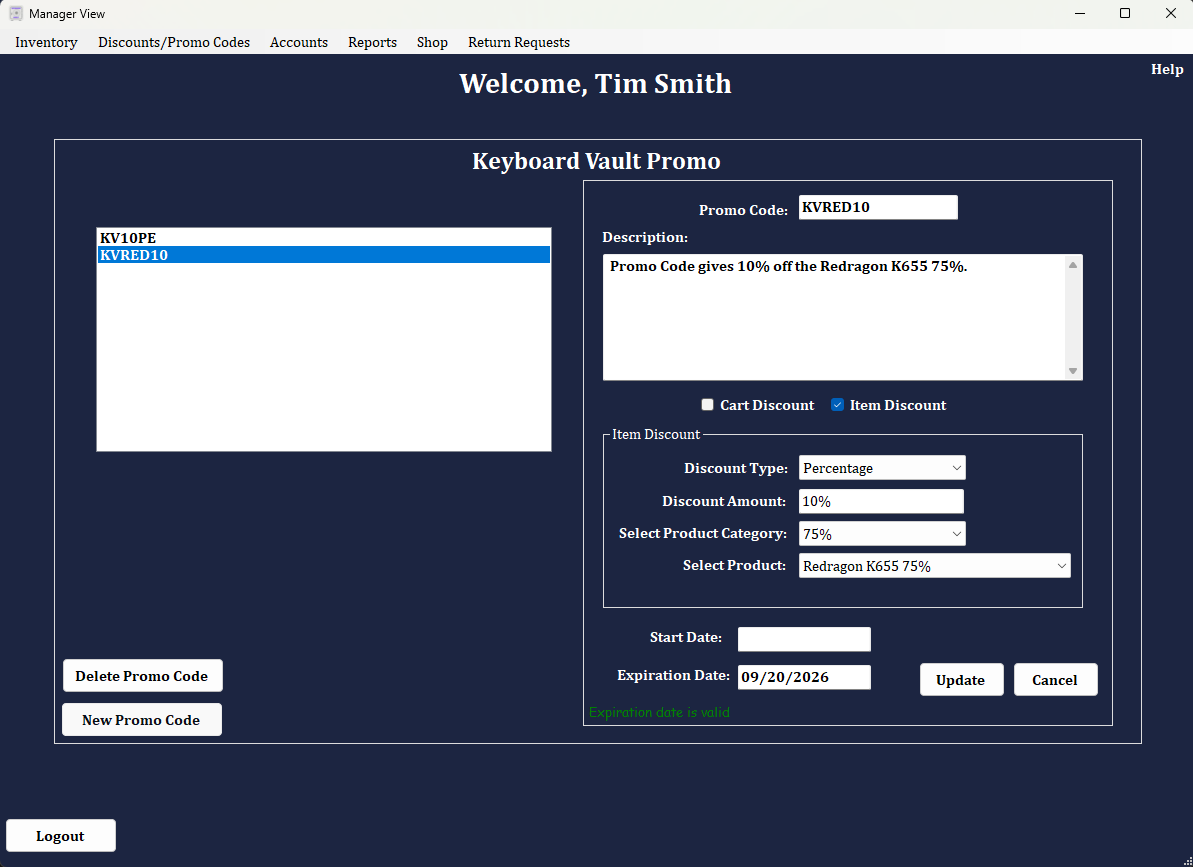 Manager View
Inventory Discounts/Promo Codes Accounts Reports Shop Return Requests
Help
Welcome, Tim Smith
Keyboard Vault Promo
KV10PE
KVRED10
Promo Code: KVRED10
Description:
Promo Code gives 10% off the Redragon K655 75%.
Cart Discount Item Discount
Item Discount
Discount Type: Percentage
Discount Amount: 10%
Select Product Category: 75%
Select Product: Redragon K655 75%
Start Date:
Expiration Date: 09/20/2026
Update Cancel
Expiration date is valid
Delete Promo Code
New Promo Code
Logout